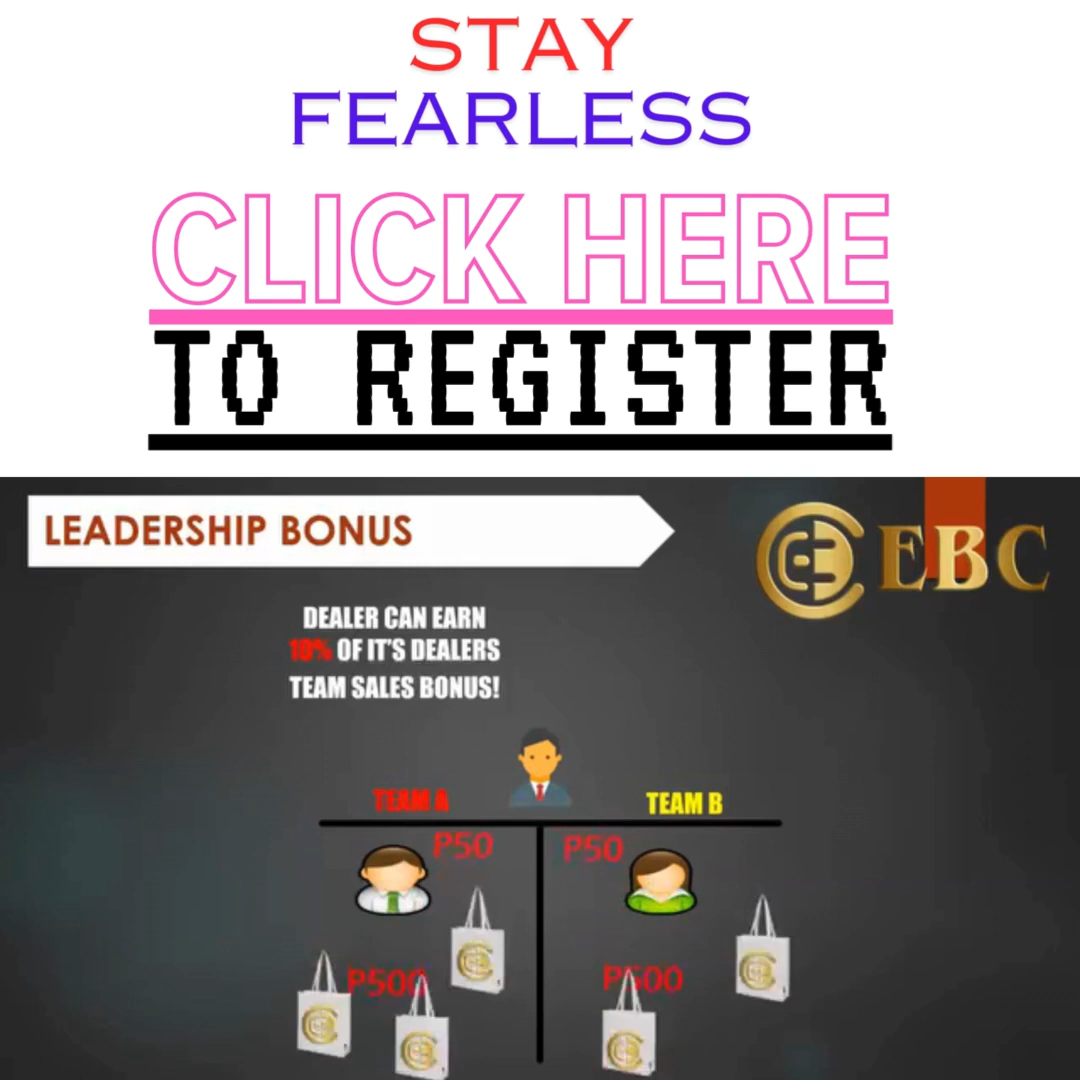 STAY
FEARLESS
CLICK HERE
TO REGISTER
LEADERSHIP BONUS
EBC
DEALER CAN EARN
10% OF IT'S DEALERS
TEAM SALES BONUS!
TEAM A
TEAM B
P50
P50
P500
P500